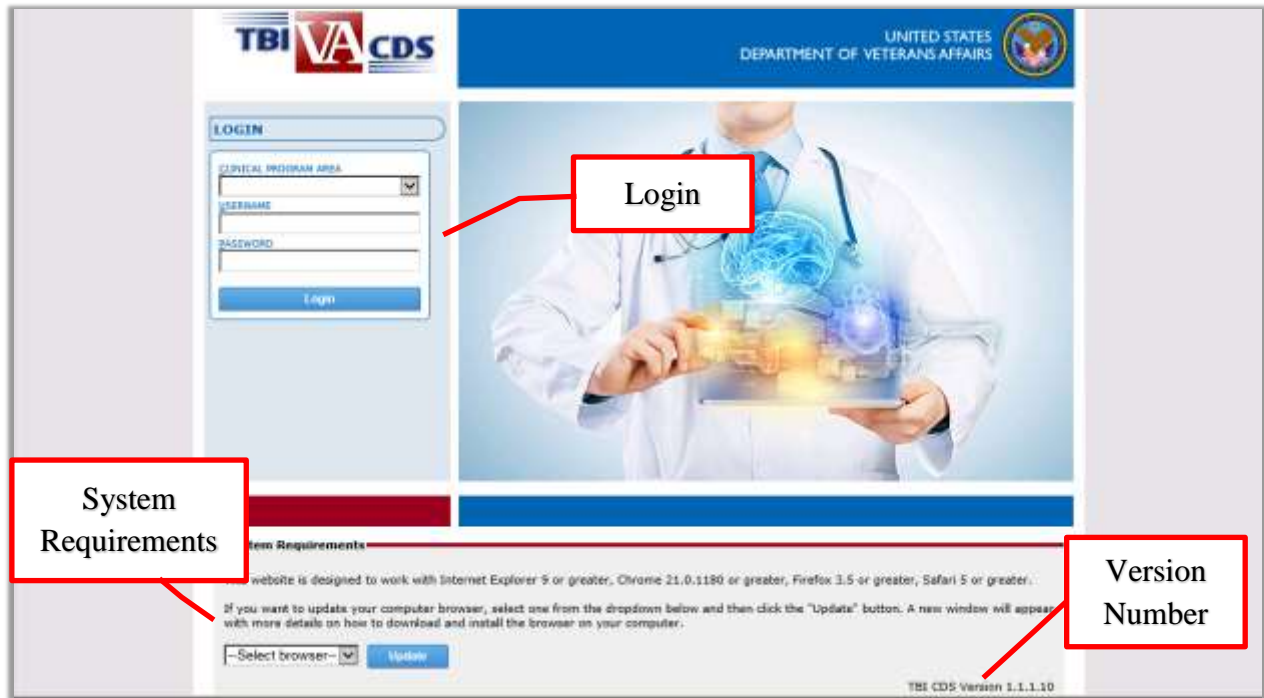 TBI VA CDS
UNITED STATES
DEPARTMENT OF VETERANS AFFAIRS
LOGIN
CLINICAL PROGRAM AREA
USERNAME
PASSWORD
Login
Login
System
Requirements
Version
Number
tem Requirements
website is designed to work with Internet Explorer 9 or greater, Chrome 21.0.1180 or greater, Firefox 3.5 or greater, Safari 5 or greater.
If you want to update your computer browser, select one from the dropdown below and then click the "Update" button. A new window will appear
with more details on how to download and install the browser on your computer.
--Select browser--
Update
TBI CDS Version 1.1.1.10